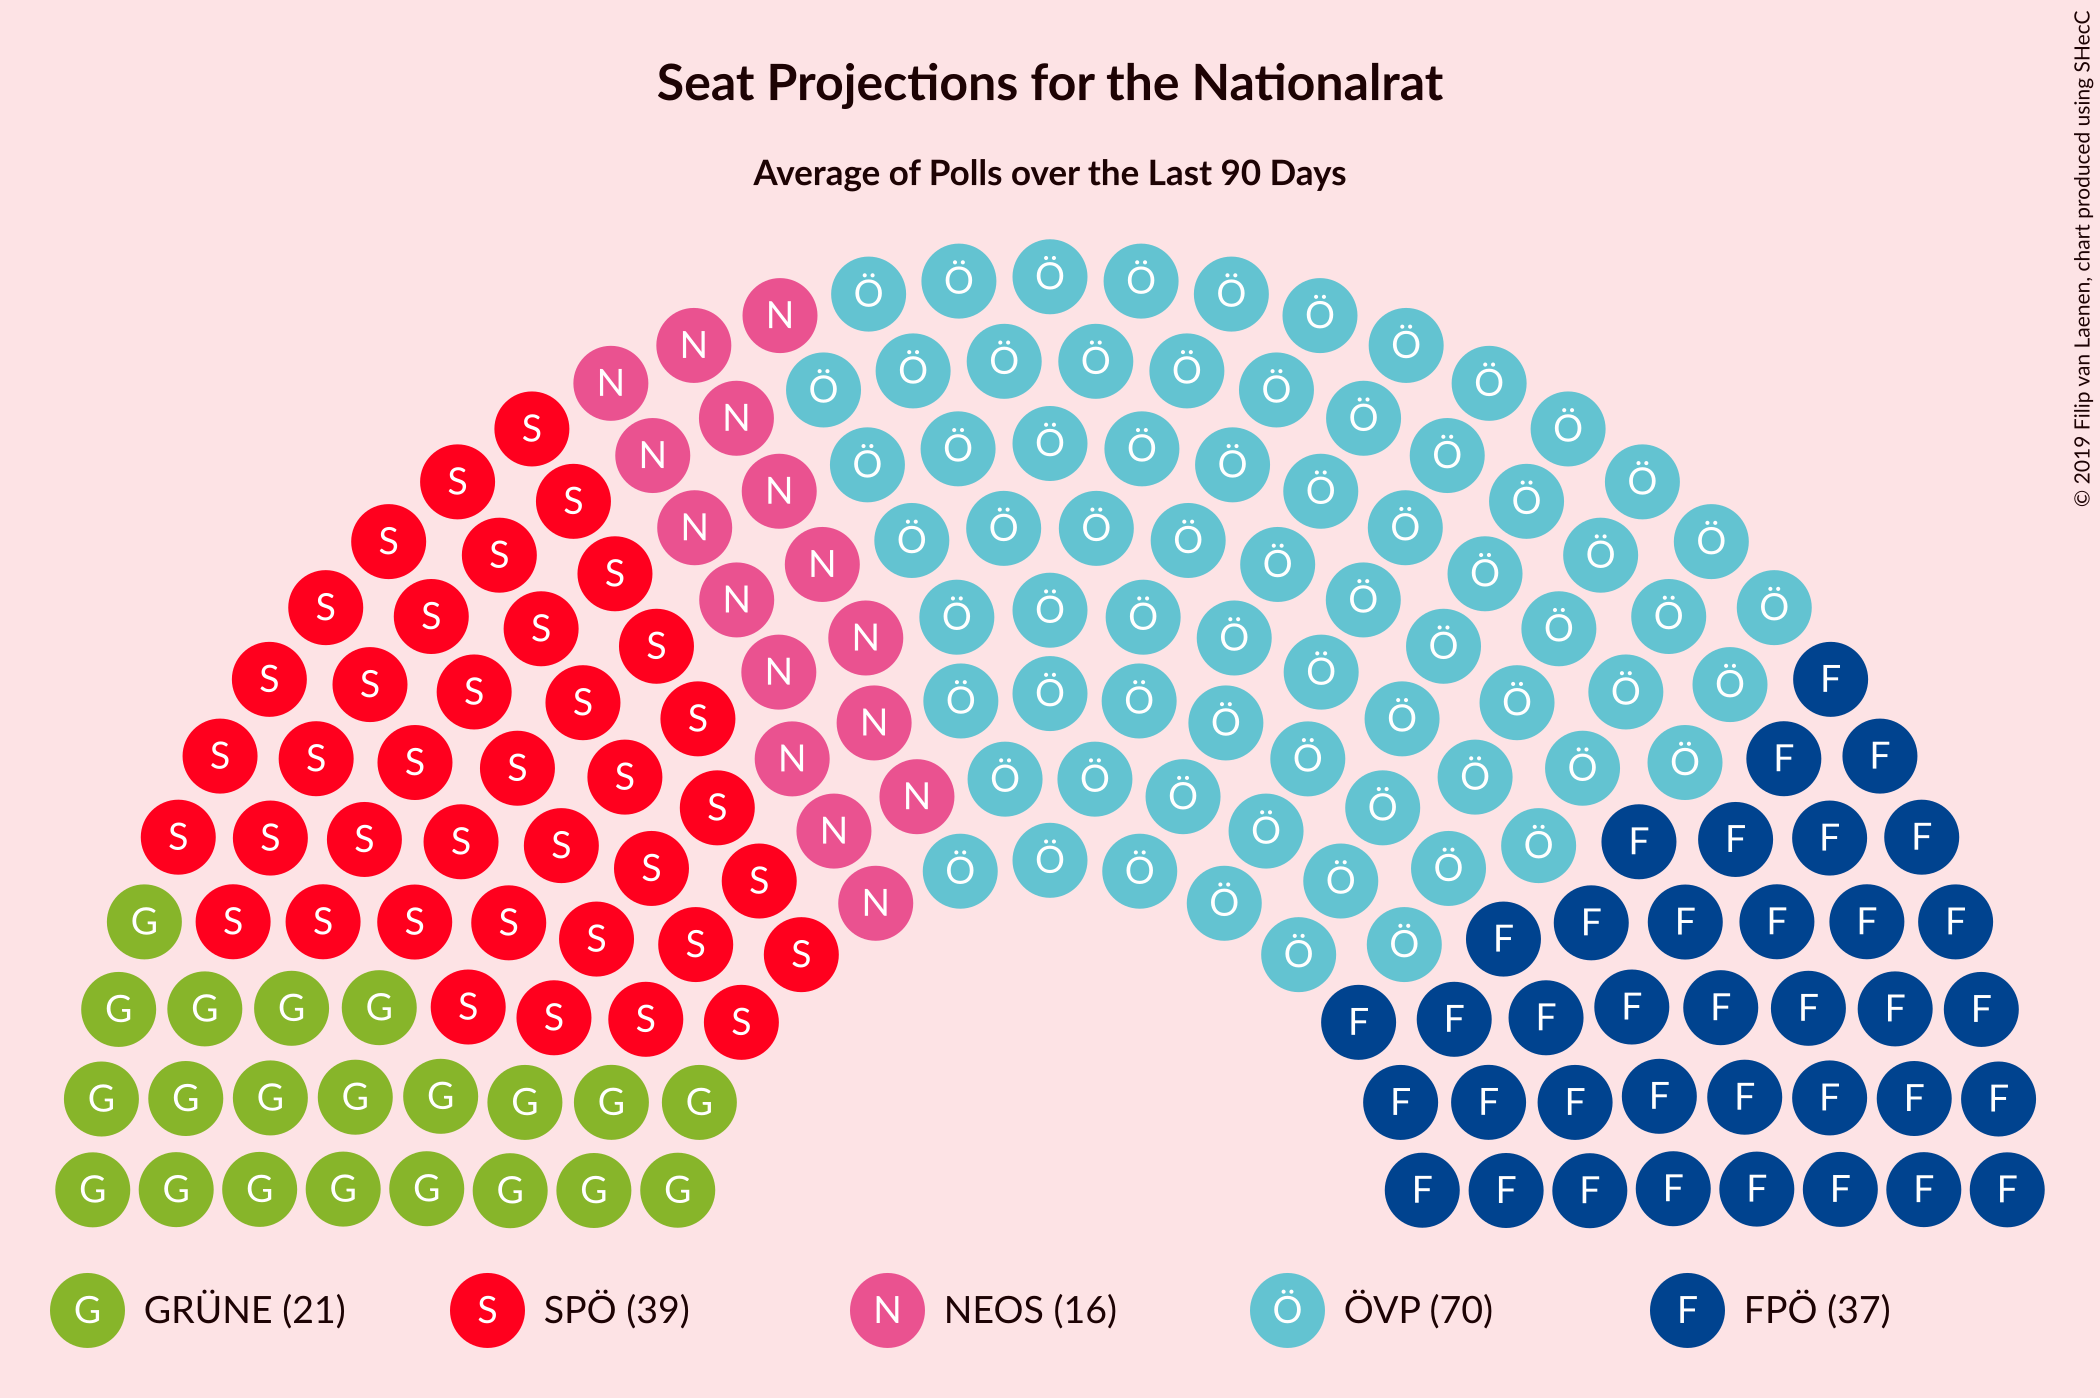 Seat Projections for the Nationalrat
Average of Polls over the Last 90 Days
© 2019 Filip van Laenen, chart produced using SHecC
Ö Ö Ö Ö Ö
N Ö Ö
N Ö Ö Ö Ö Ö
N Ö Ö Ö
N Ö Ö
S Ö Ö Ö Ö
N Ö Ö
S N Ö Ö
N Ö Ö
S N Ö Ö Ö Ö
S N Ö Ö
S N Ö Ö
S S Ö Ö
S Ö Ö Ö
S S N Ö Ö
S N Ö Ö
S S N Ö Ö
S S S N Ö Ö Ö F
S S Ö Ö Ö
S N Ö Ö
S S S S N Ö F F
S S Ö Ö Ö Ö
N Ö
S Ö
S S S S S N Ö Ö F F F F
S S Ö Ö Ö Ö
N Ö
G S S S S F F F F F
S S S Ö Ö F
G G G G S F F F F F
S S S F F F
G G G G G G G G F F F F F F F F
G G G G G G G G F F F F F F F F
G GRÜNE (21) S SPÖ (39) N NEOS (16) Ö ÖVP (70) F FPÖ (37)